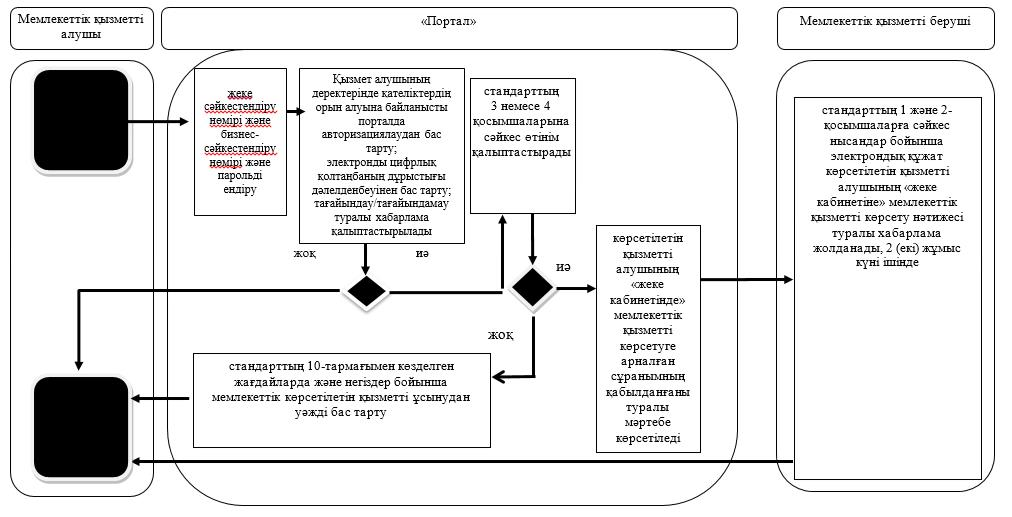 Мемлекеттік қызметті
алушы
«Портал»
Мемлекеттік қызметті беруші
жеке
сәйкестендіру
нөмірі және
бизнес-
сәйкестендіру
нөмірі және
парольді
ендіру
Қызмет алушының
деректерінде қателіктердің
орын алуына байланысты
порталда
авторизациялаудан бас
тарту;
электронды цифрлық
қолтаңбаның дұрыстығы
дәлелденбеуінен бас тарту;
тағайындау/тағайындамау
туралы хабарлама
қалыптастырылады
стандарттың
3 немесе 4
қосымшаларына
сәйкес өтінім
қалыптастырады
стандарттың 1 және 2-
қосымшаларға сәйкес
нысандар бойынша
электрондық құжат
көрсетілетін қызметті
алушының «жеке
кабинетіне» мемлекеттік
қызметті көрсету нәтижесі
туралы хабарлама
жолданады, 2 (екі) жұмыс
күні ішінде
жоқ
иә
иә
жоқ
көрсетілетін
қызметті
алушының
«жеке
кабинетінде»
мемлекеттік
қызметті
көрсетуге
арналған
сұранымның
қабылданғаны
туралы
мәртебе
көрсетіледі
стандарттың 10-тармағымен көзделген
жағдайларда және негіздер бойынша
мемлекеттік көрсетілетін қызметті ұсынудан
уәжді бас тарту